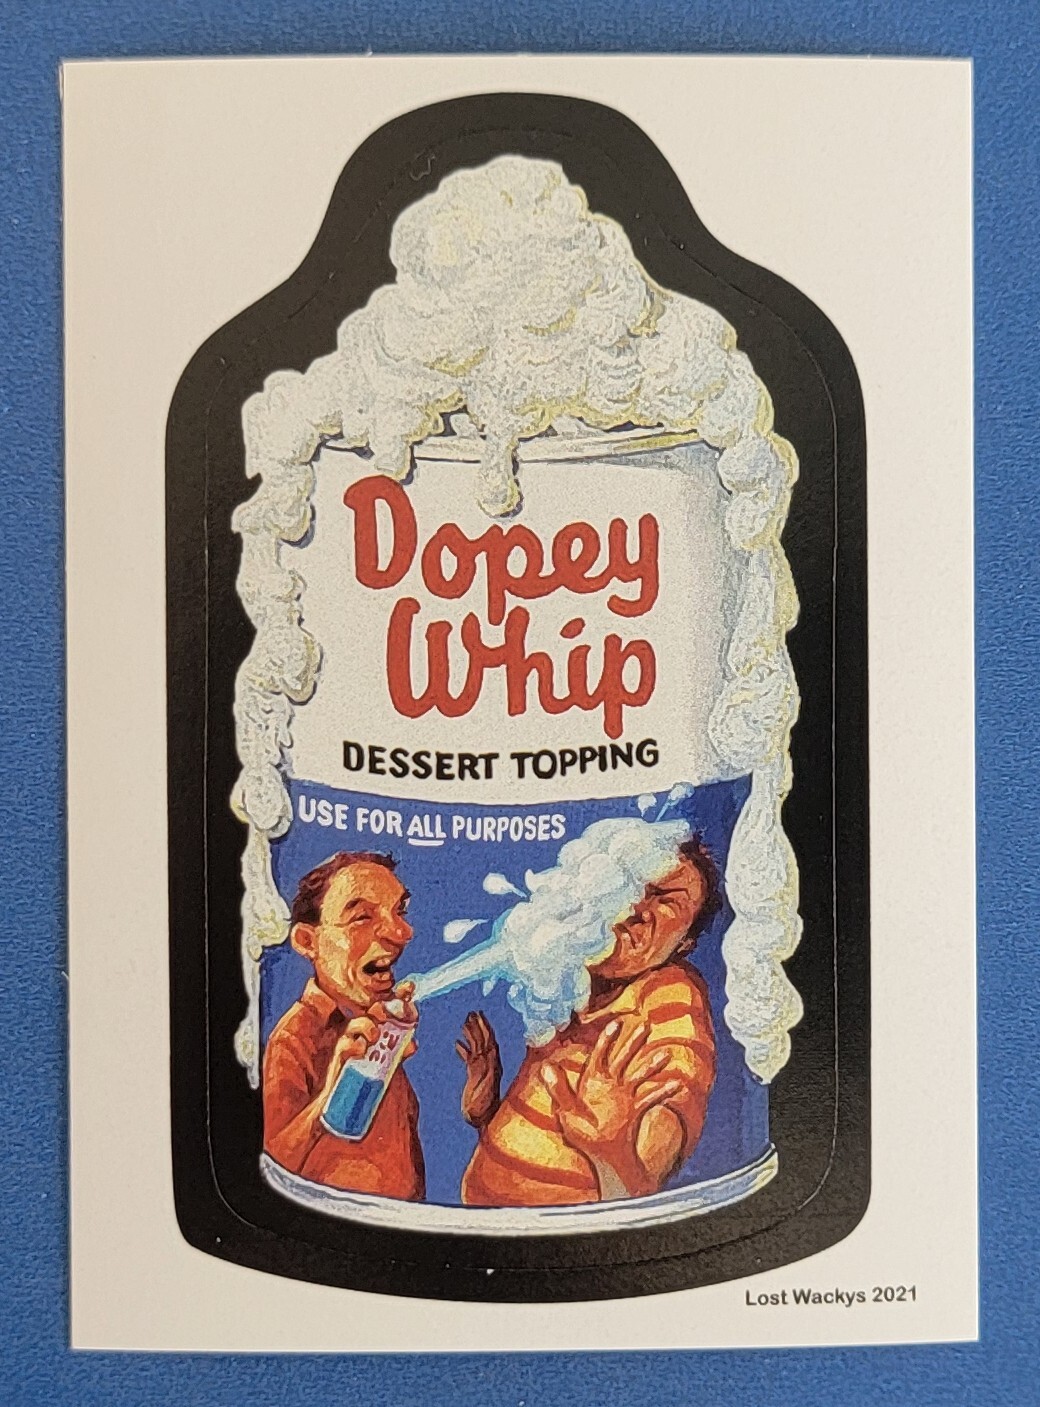 Dopey
Whip
DESSERT TOPPING
USE FOR ALL PURPOSES
Lost Wackys 2021